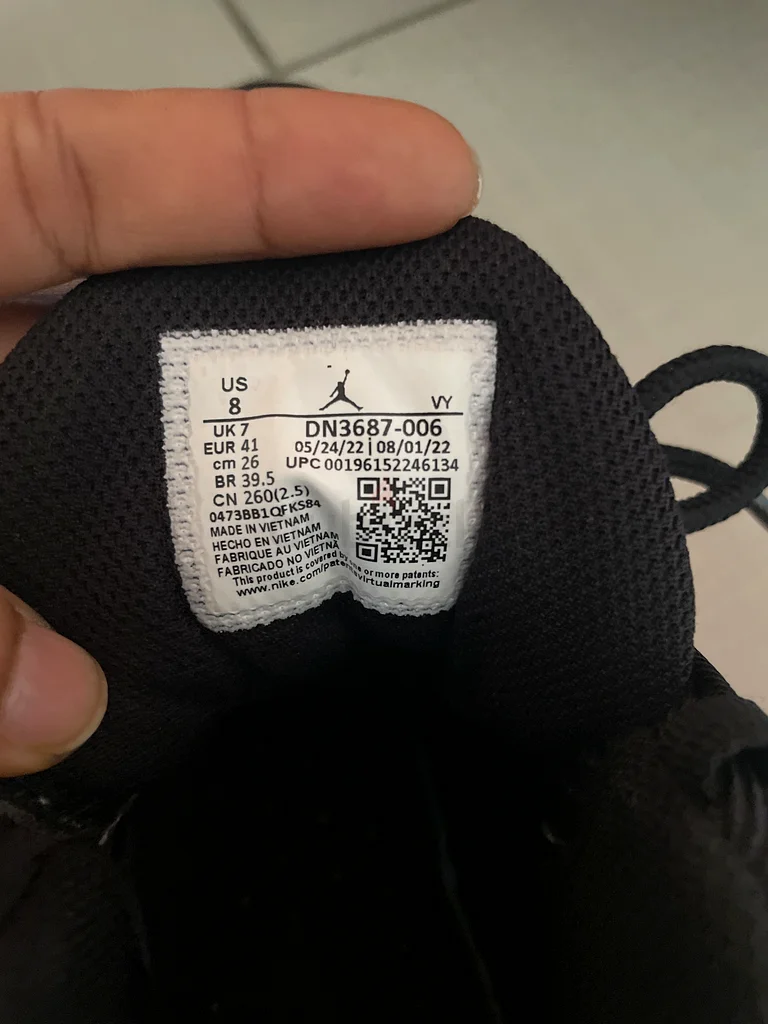 US
8
VY
UK 7
DN3687-006
EUR 41
05/24/22 | 08/01/22
cm 26
UPC 00196152246134
BR 39.5
CN 260(2.5)
0473BB1QFKS84
MADE IN VIETNAM
HECHO EN VIETNAM
FABRIQUE AU VIETNAM
FABRICADO NO VIETNÃ
This product is covered by one or more patents:
www.nike.com/patentvirtualmarking